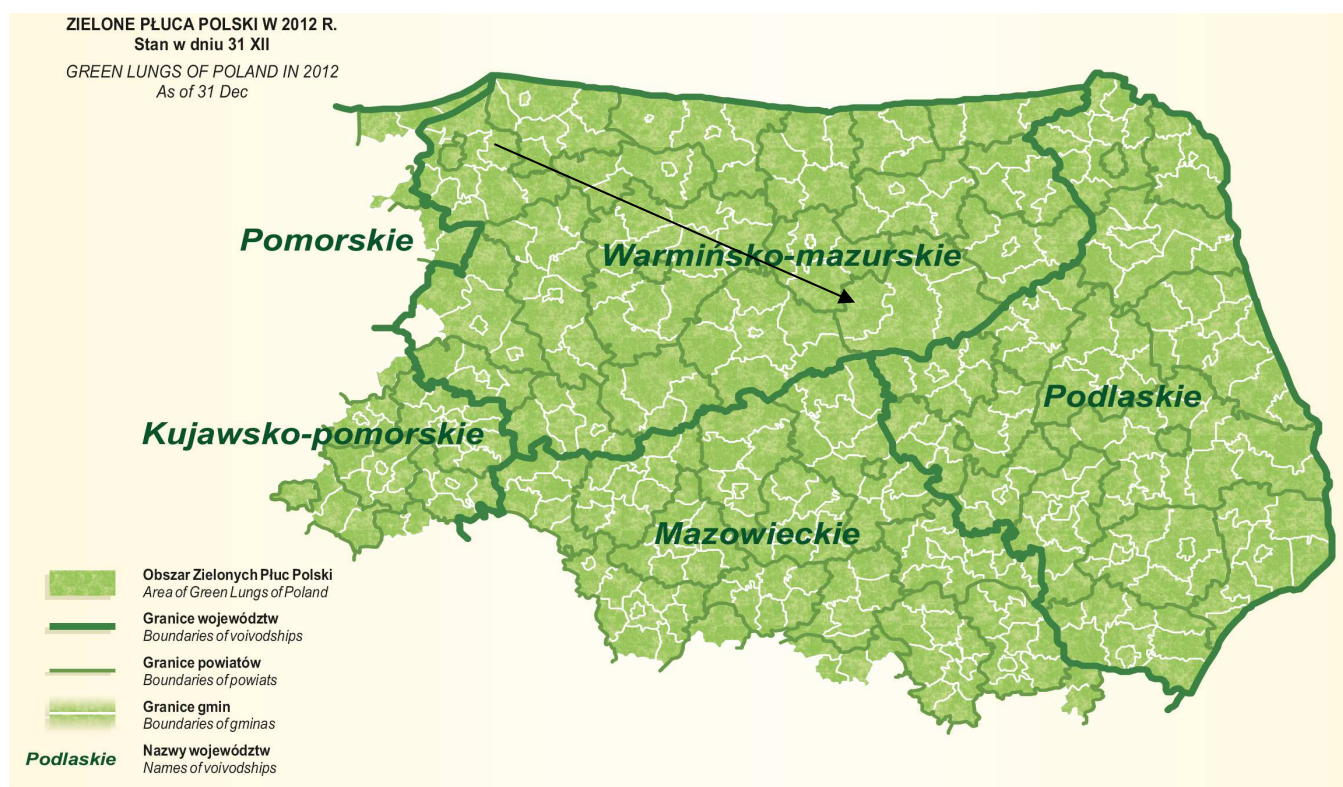 ZIELONE PŁUCA POLSKI W 2012 R.
Stan w dniu 31 XII
GREEN LUNGS OF POLAND IN 2012
As of 31 Dec
Pomorskie
Warmińsko-mazurskie
Podlaskie
Kujawsko-pomorskie
Mazowieckie
Obszar Zielonych Płuc Polski
Area of Green Lungs of Poland
Granice województw
Boundaries of voivodships
Granice powiatów
Boundaries of powiats
Granice gmin
Boundaries of gminas
Podlaskie
Nazwy województw
Names of voivodships